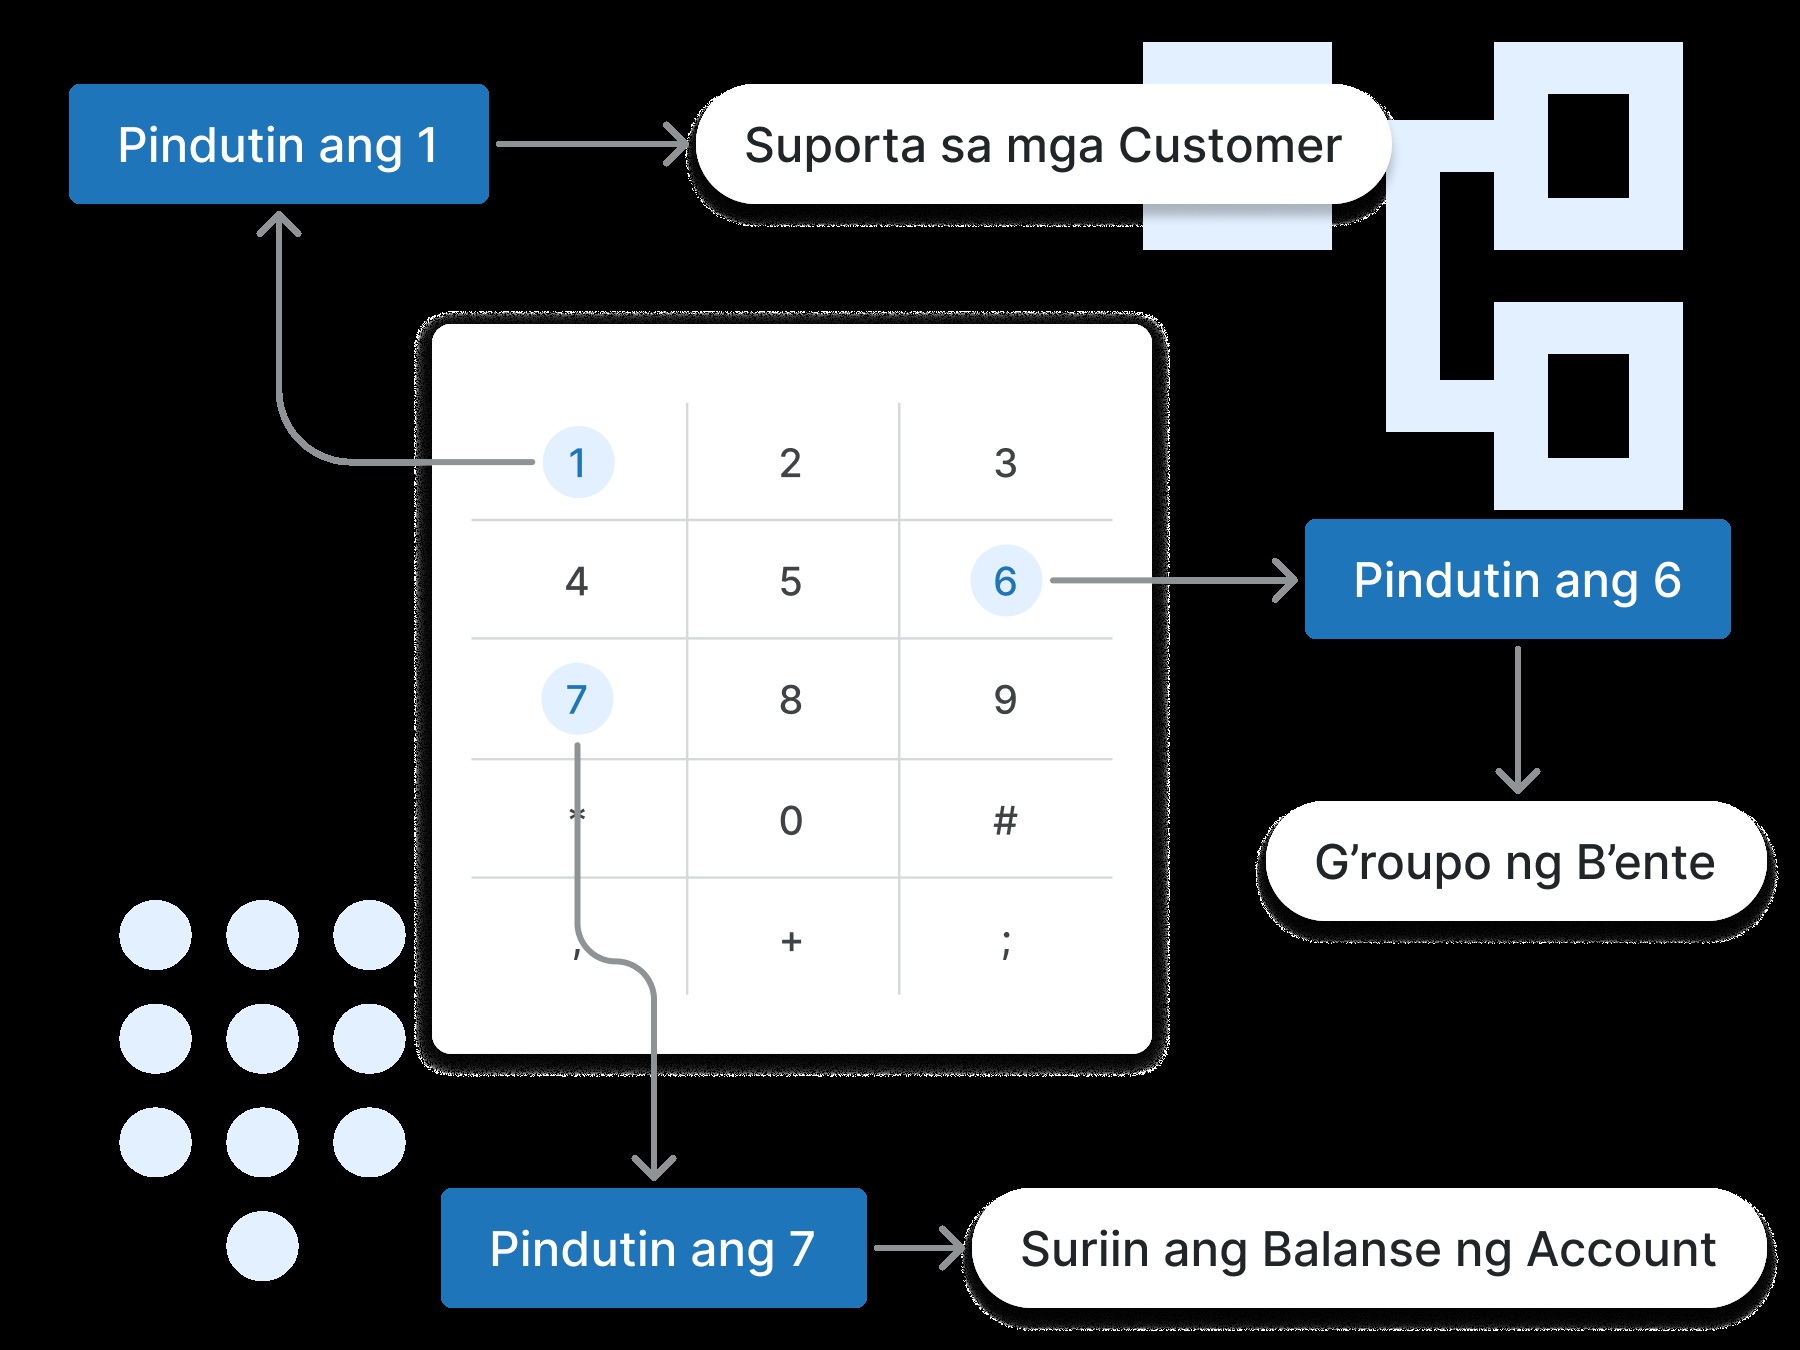 Pindutin ang 1
Suporta sa mga Customer
1 2 3
4 5 6
Pindutin ang 6
7 8 9
* 0 #
G’roupo ng B’ente
, + ;
Pindutin ang 7
Suriin ang Balanse ng Account